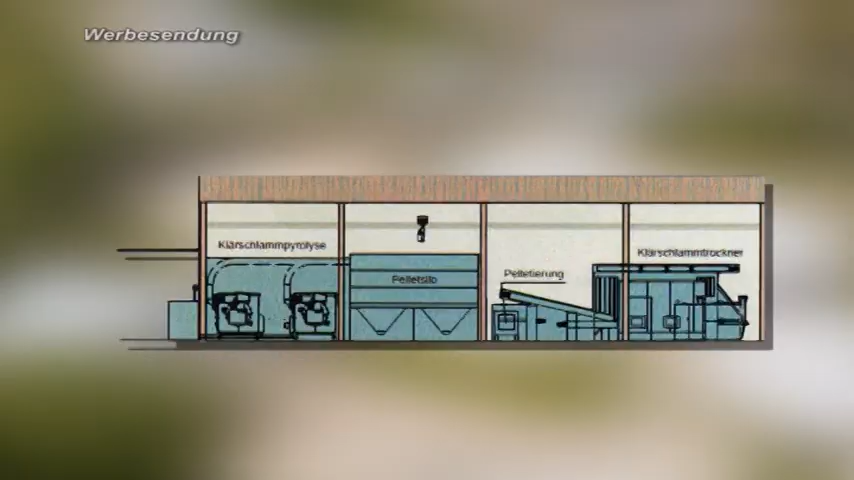 Werbesendung
Klärschlammpyrolyse
Pelletsilo
Pelletierung
Klärschlammtrockner